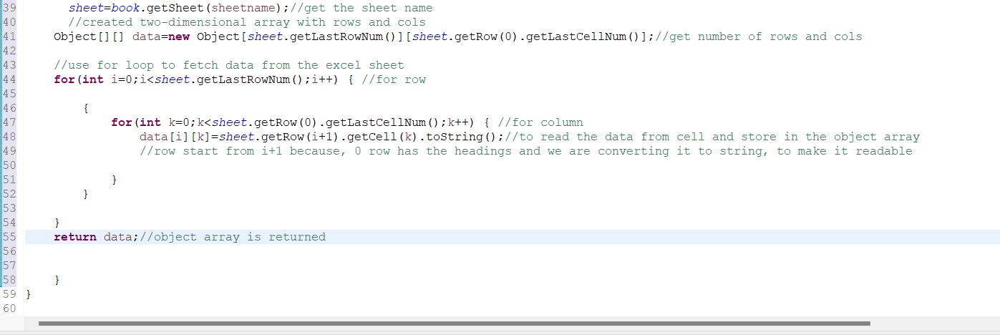 39 sheet=book.getSheet(sheetname);//get the sheet name
40 //created two-dimensional array with rows and cols
41 Object[][] data=new Object[sheet.getLastRowNum()][sheet.getRow(0).getLastCellNum()];//get number of rows and cols
42
43 //use for loop to fetch data from the excel sheet
44 for(int i=0;i<sheet.getLastRowNum();i++) { //for row
45
46 {
47 for(int k=0;k<sheet.getRow(0).getLastCellNum();k++) { //for column
48 data[i][k]=sheet.getRow(i+1).getCell(k).toString();//to read the data from cell and store in the object array
49 //row start from i+1 because, 0 row has the headings and we are converting it to string, to make it readable
50
51 }
52 }
53
54 }
55 return data;//object array is returned
56
57
58 }
59 }
60